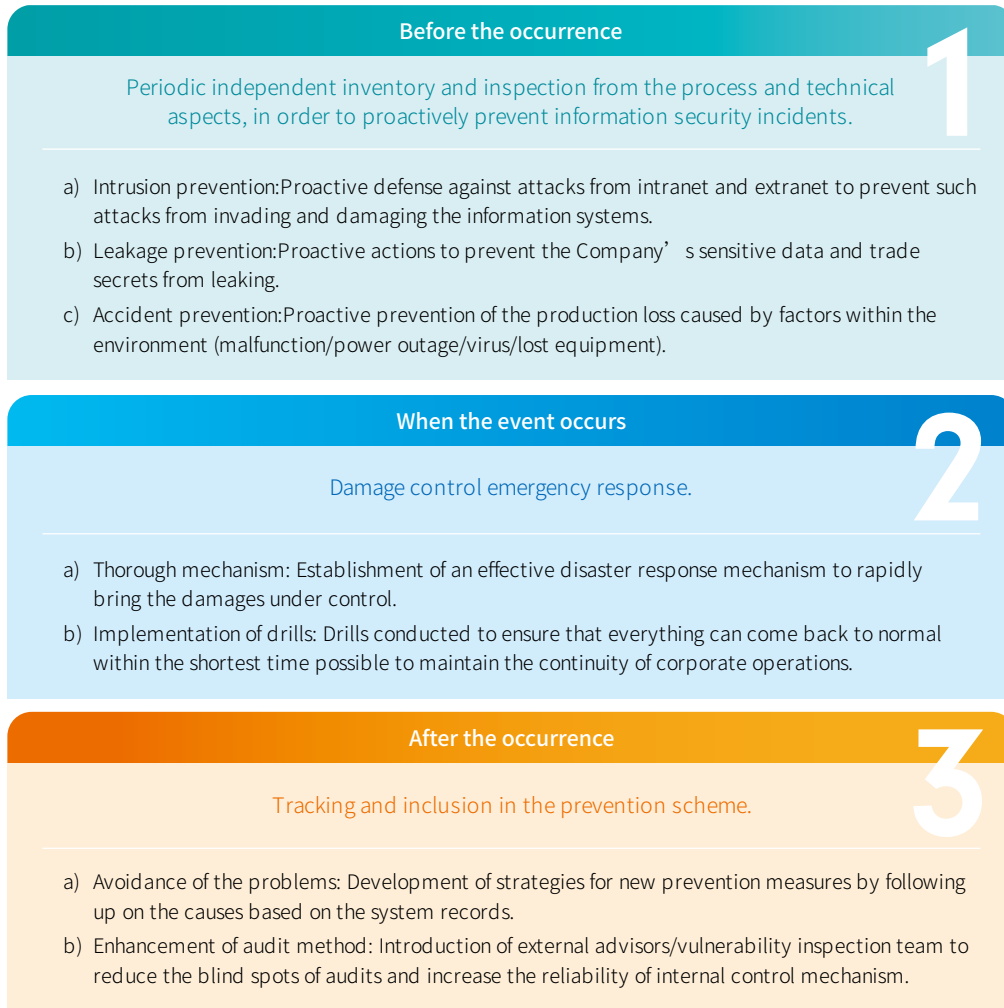 Before the occurrence
1
Periodic independent inventory and inspection from the process and technical
aspects, in order to proactively prevent information security incidents.
a) Intrusion prevention:Proactive defense against attacks from intranet and extranet to prevent such
attacks from invading and damaging the information systems.
b) Leakage prevention:Proactive actions to prevent the Company’ s sensitive data and trade
secrets from leaking.
c) Accident prevention:Proactive prevention of the production loss caused by factors within the
environment (malfunction/power outage/virus/lost equipment).
When the event occurs
2
Damage control emergency response.
a) Thorough mechanism: Establishment of an effective disaster response mechanism to rapidly
bring the damages under control.
b) Implementation of drills: Drills conducted to ensure that everything can come back to normal
within the shortest time possible to maintain the continuity of corporate operations.
After the occurrence
3
Tracking and inclusion in the prevention scheme.
a) Avoidance of the problems: Development of strategies for new prevention measures by following
up on the causes based on the system records.
b) Enhancement of audit method: Introduction of external advisors/vulnerability inspection team to
reduce the blind spots of audits and increase the reliability of internal control mechanism.